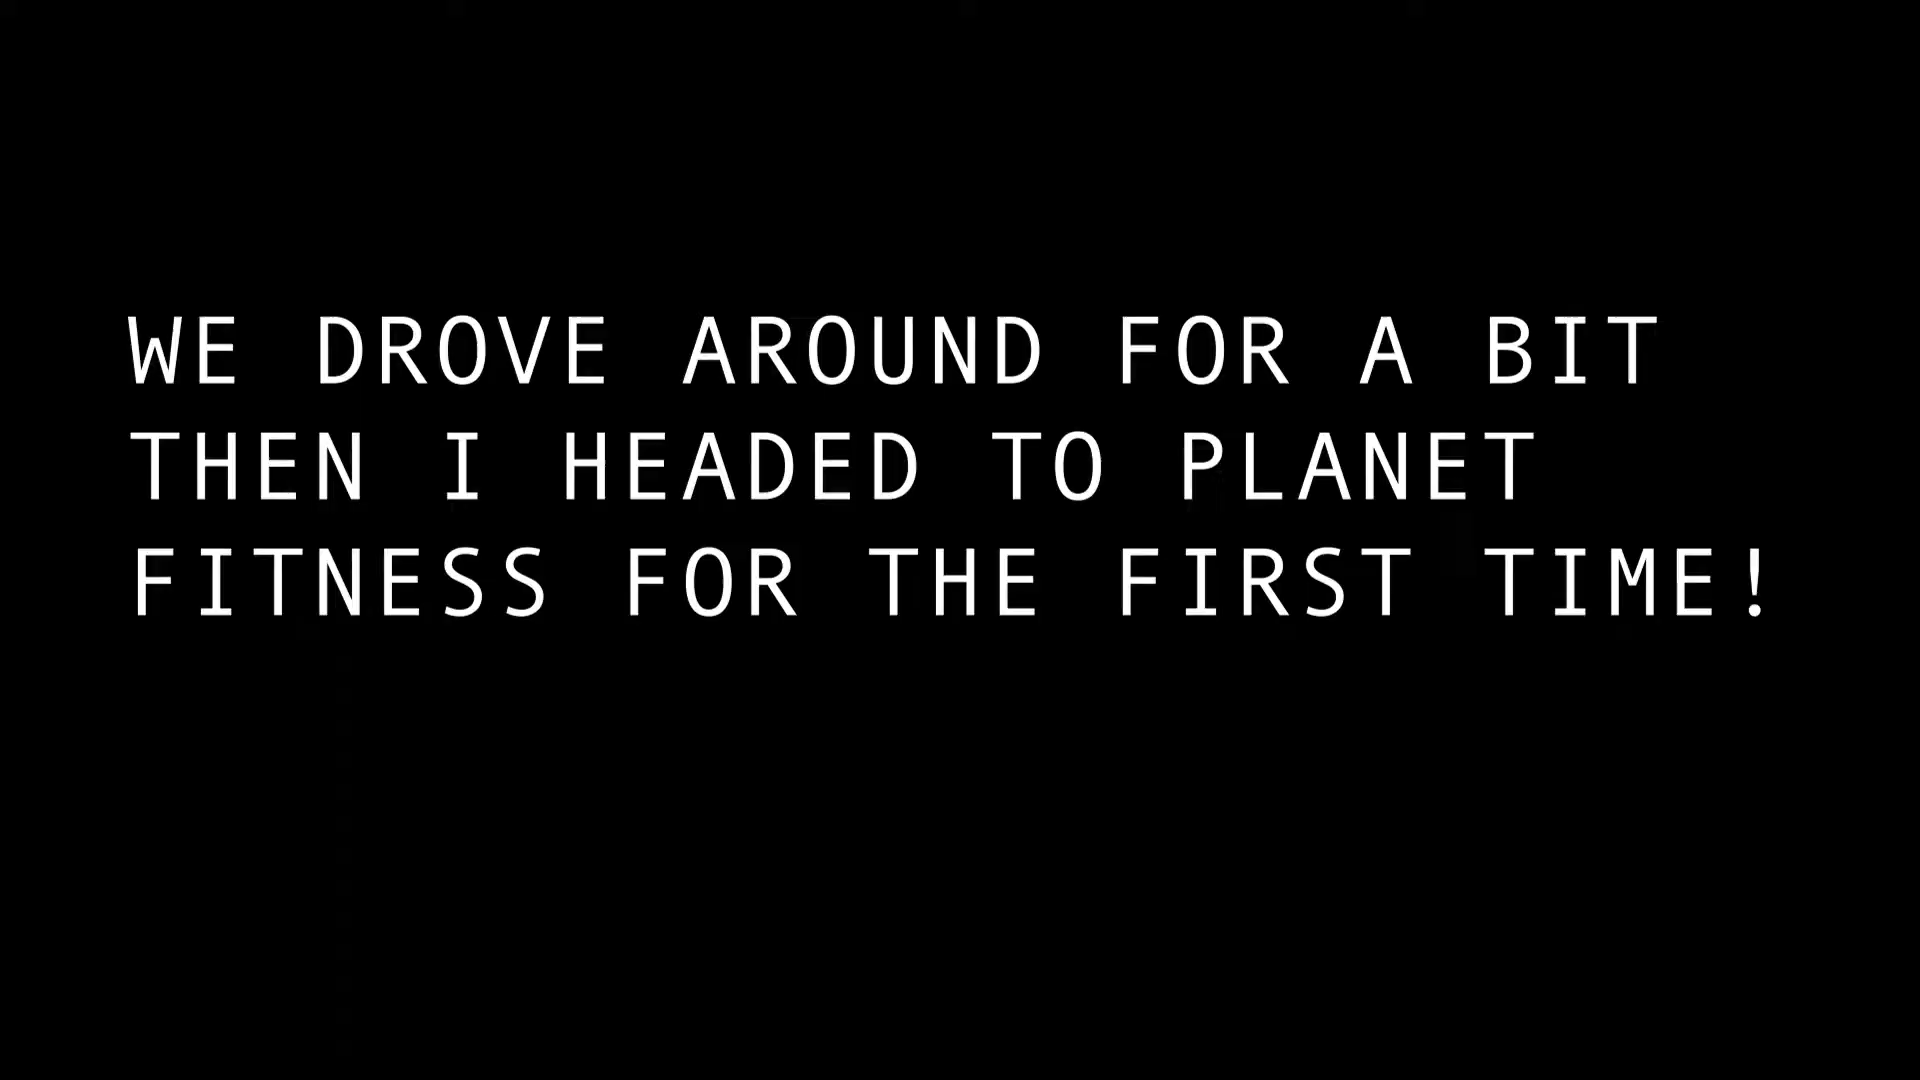 WE DROVE AROUND FOR A BIT
THEN I HEADED TO PLANET
FITNESS FOR THE FIRST TIME!